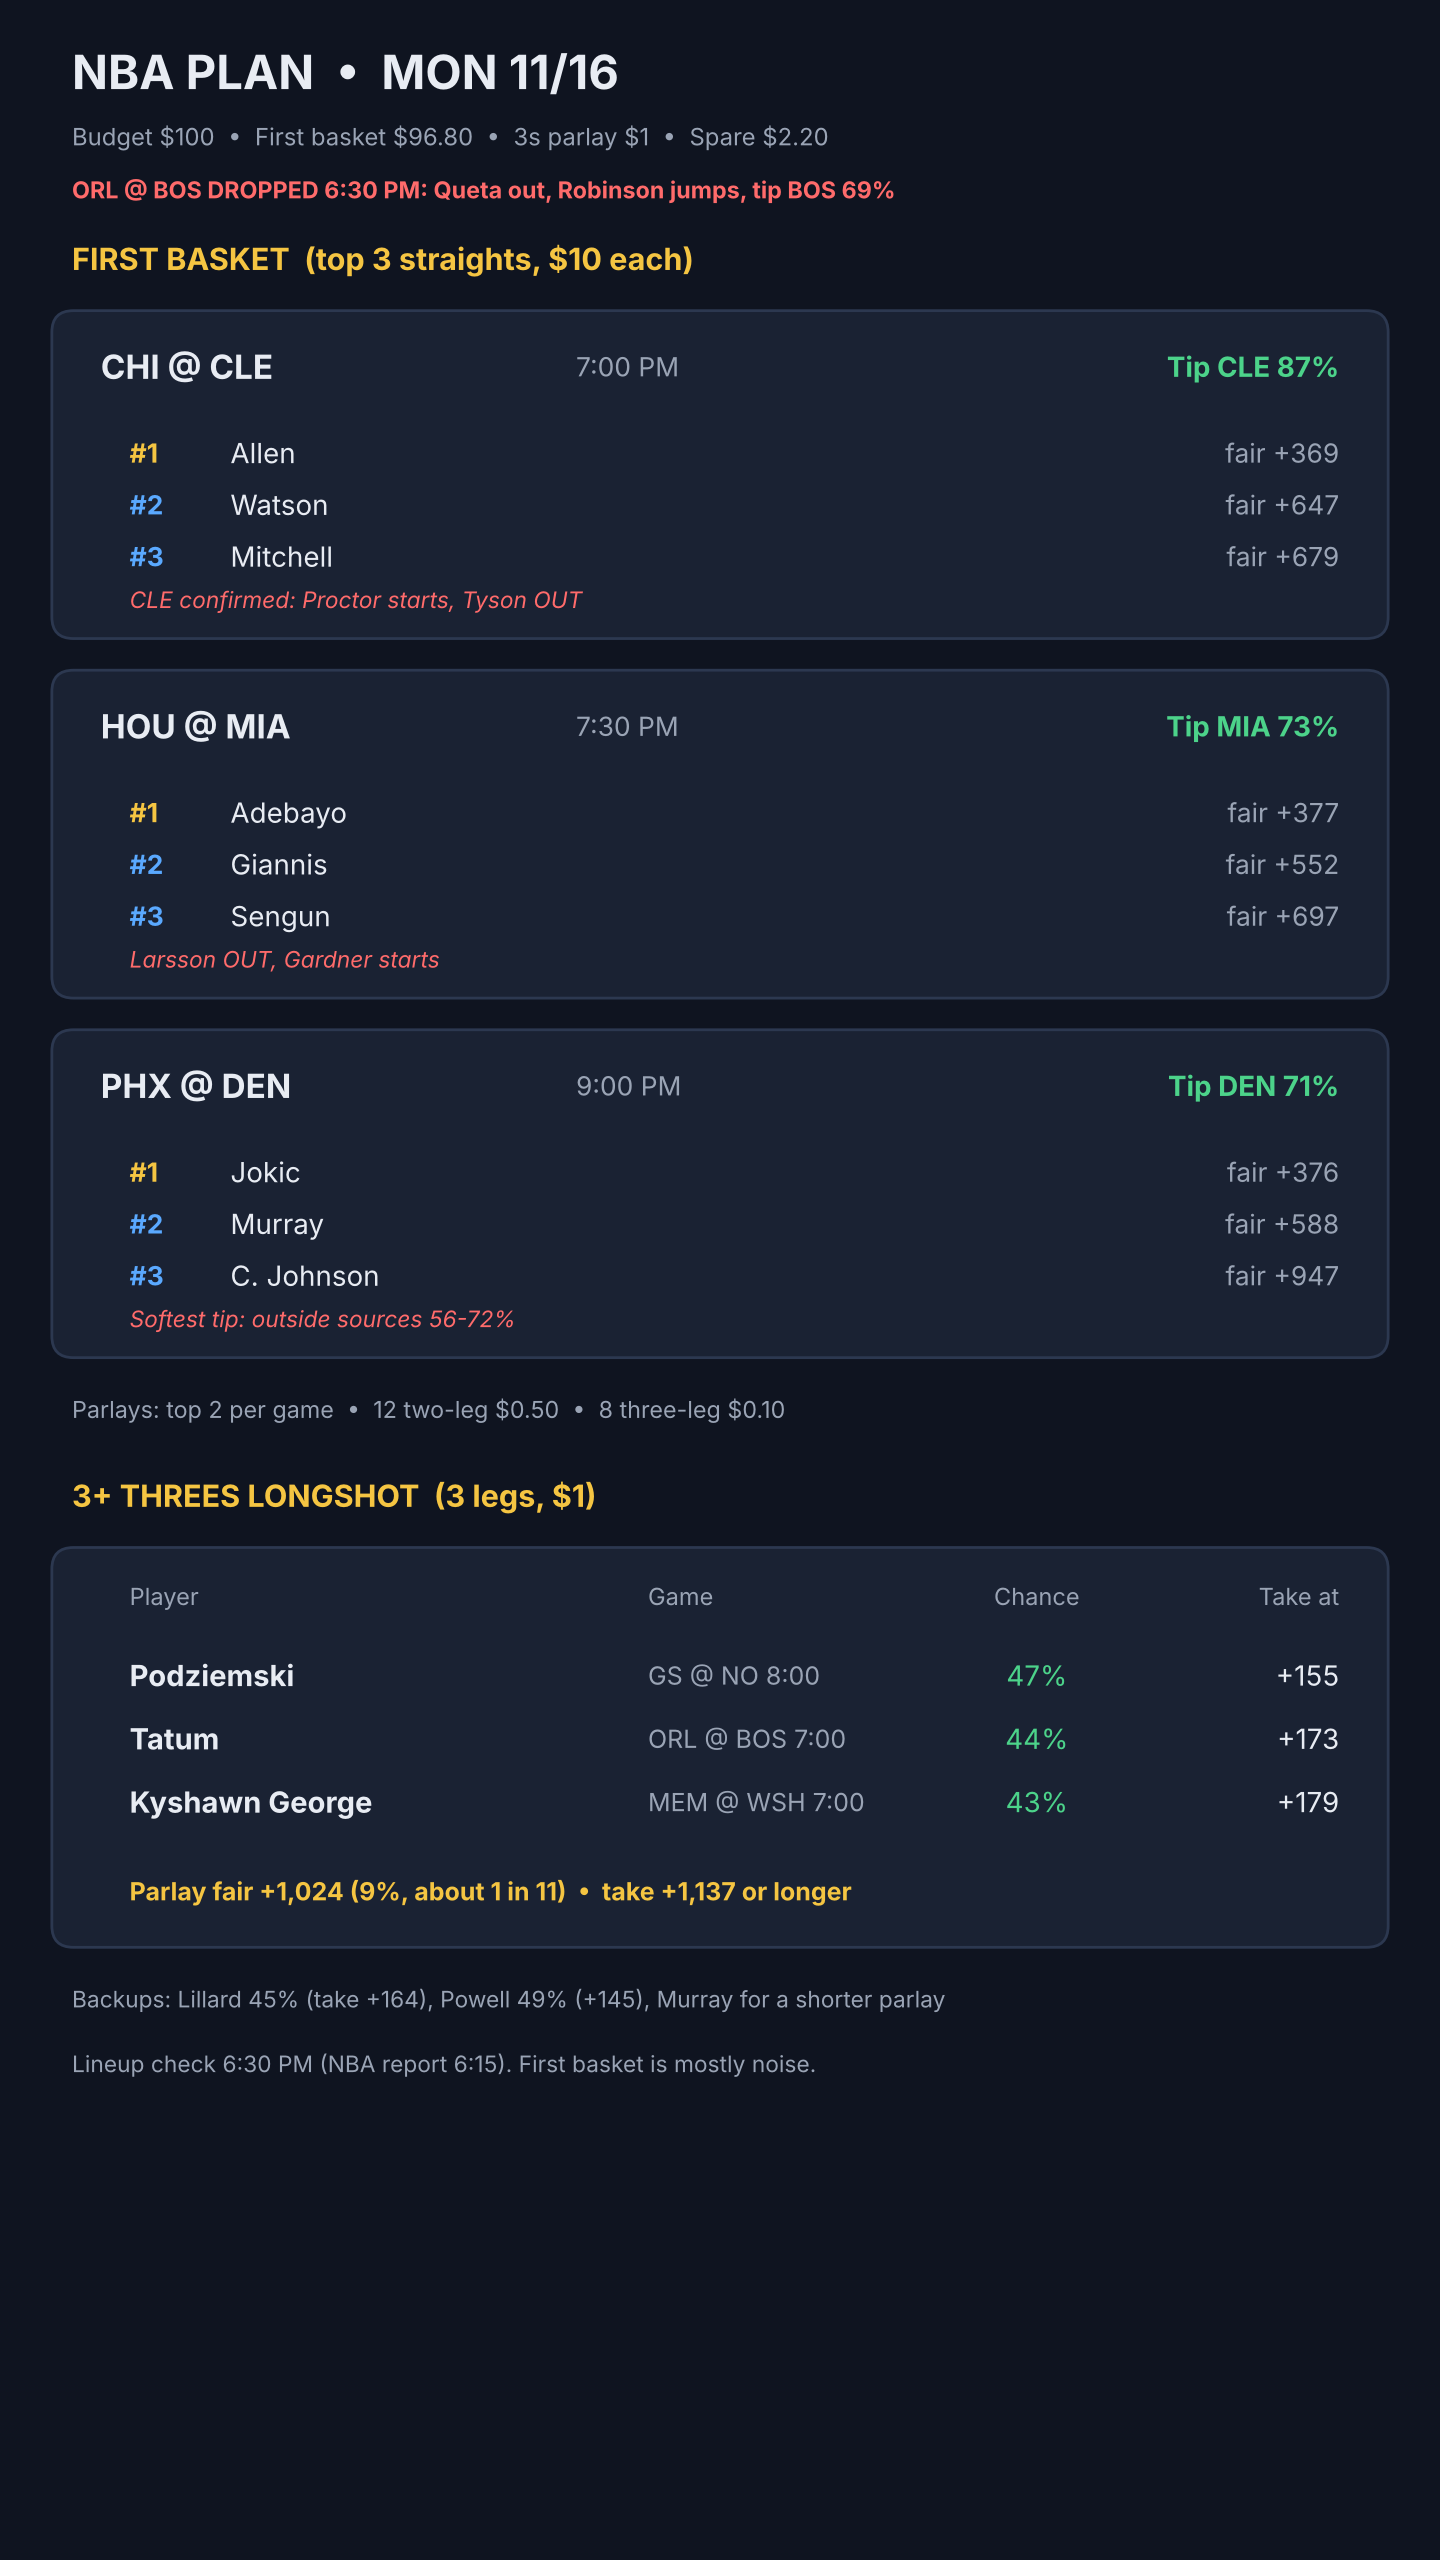 NBA PLAN • MON 11/16
Budget $100 • First basket $96.80 • 3s parlay $1 • Spare $2.20
ORL @ BOS DROPPED 6:30 PM: Queta out, Robinson jumps, tip BOS 69%
FIRST BASKET (top 3 straights, $10 each)
CHI @ CLE 7:00 PM Tip CLE 87%
#1 Allen fair +369
#2 Watson fair +647
#3 Mitchell fair +679
CLE confirmed: Proctor starts, Tyson OUT
HOU @ MIA 7:30 PM Tip MIA 73%
#1 Adebayo fair +377
#2 Giannis fair +552
#3 Sengun fair +697
Larsson OUT, Gardner starts
PHX @ DEN 9:00 PM Tip DEN 71%
#1 Jokic fair +376
#2 Murray fair +588
#3 C. Johnson fair +947
Softest tip: outside sources 56-72%
Parlays: top 2 per game • 12 two-leg $0.50 • 8 three-leg $0.10
3+ THREES LONGSHOT (3 legs, $1)
Player Game Chance Take at
Podziemski GS @ NO 8:00 47% +155
Tatum ORL @ BOS 7:00 44% +173
Kyshawn George MEM @ WSH 7:00 43% +179
Parlay fair +1,024 (9%, about 1 in 11) • take +1,137 or longer
Backups: Lillard 45% (take +164), Powell 49% (+145), Murray for a shorter parlay
Lineup check 6:30 PM (NBA report 6:15). First basket is mostly noise.